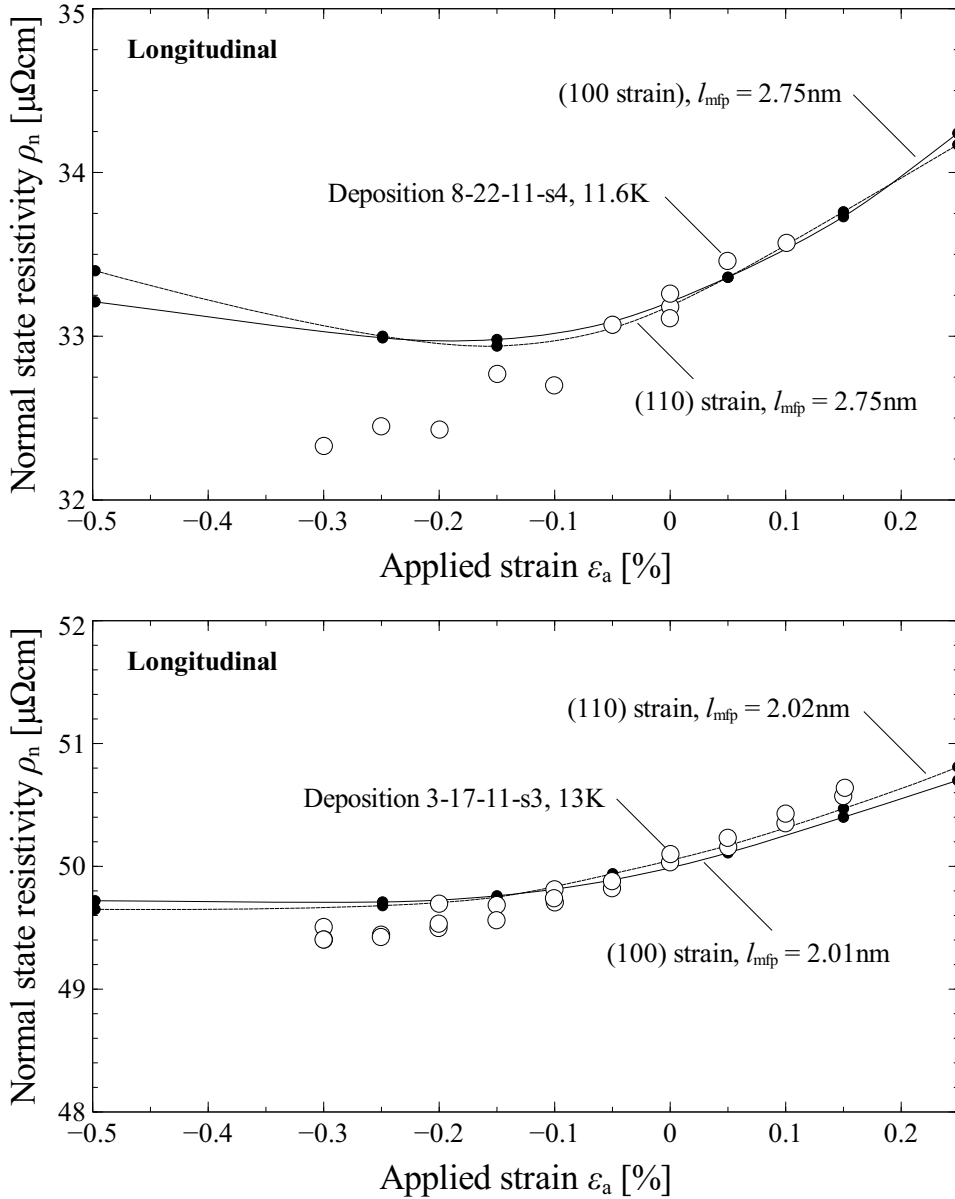 35
34
33
32
Normal state resistivity ρn [μΩcm]
Longitudinal
(100 strain), lmfp = 2.75nm
Deposition 8-22-11-s4, 11.6K
(110) strain, lmfp = 2.75nm
−0.5 −0.4 −0.3 −0.2 −0.1 0 0.1 0.2
Applied strain εa [%]
52
51
50
49
48
Normal state resistivity ρn [μΩcm]
Longitudinal
(110) strain, lmfp = 2.02nm
Deposition 3-17-11-s3, 13K
(100) strain, lmfp = 2.01nm
−0.5 −0.4 −0.3 −0.2 −0.1 0 0.1 0.2
Applied strain εa [%]